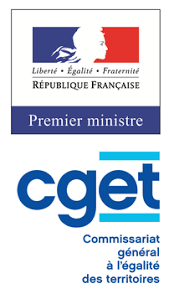 Liberté • Égalité • Fraternité
RÉPUBLIQUE FRANÇAISE
Premier ministre
cget
Commissariat
général
à l'égalité
des territoires